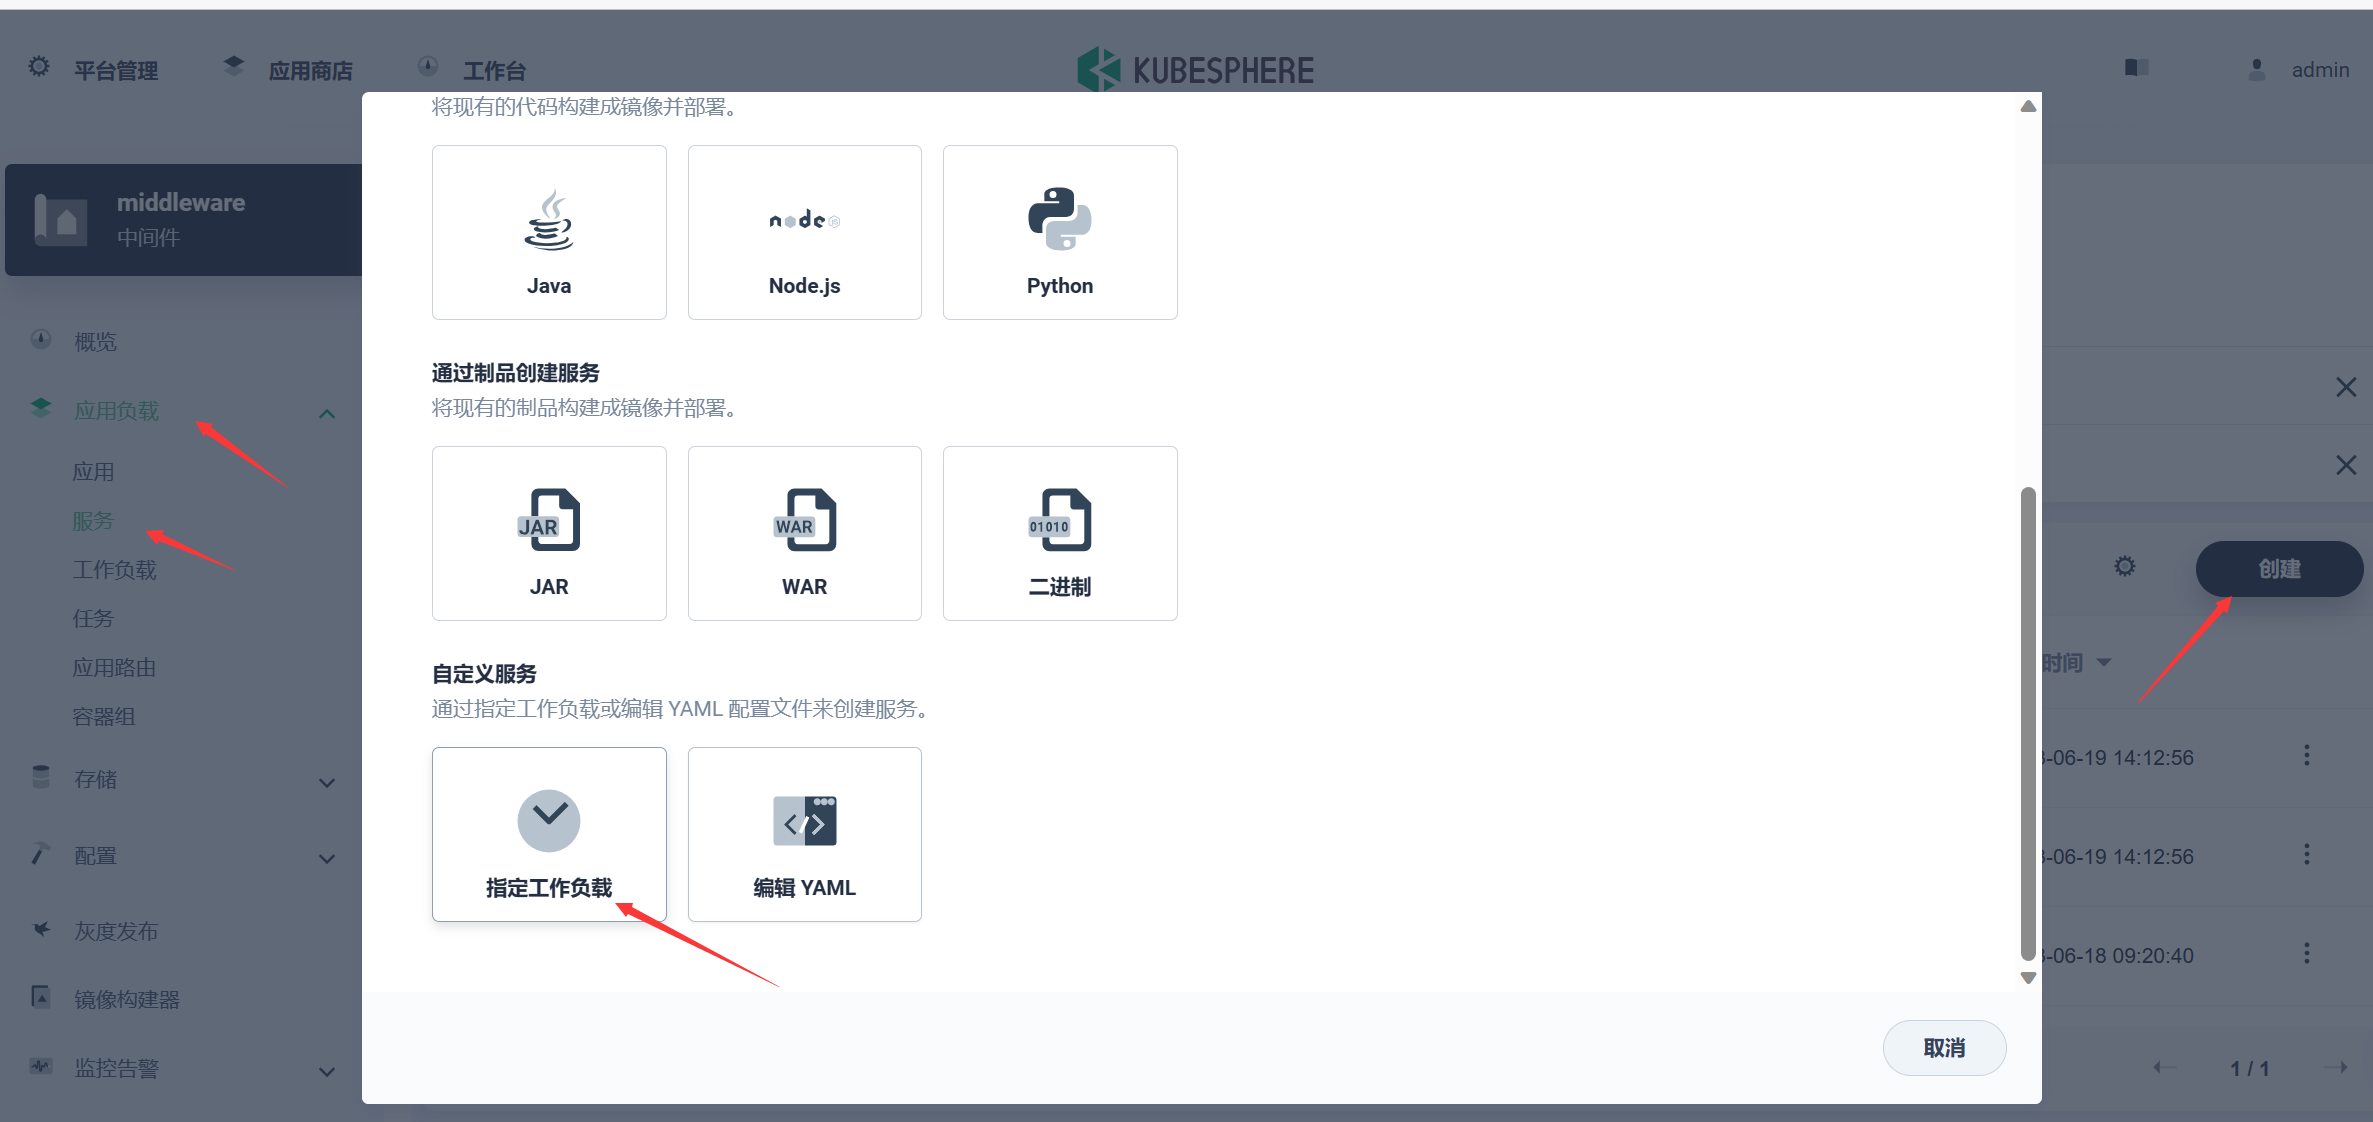 平台管理
应用商店
工作台
KUBESPHERE
admin
middleware
中间件
概览
应用负载
应用
服务
工作负载
任务
应用路由
容器组
存储
配置
灰度发布
镜像构建器
监控告警
将现有的代码构建成镜像并部署。
Java
node
JS
Node.js
Python
通过制品创建服务
将现有的制品构建成镜像并部署。
JAR
JAR
WAR
WAR
01010
二进制
自定义服务
通过指定工作负载或编辑 YAML 配置文件来创建服务。
指定工作负载
</>
编辑 YAML
取消
创建
时间
-06-19 14:12:56
-06-19 14:12:56
-06-18 09:20:40
1 / 1